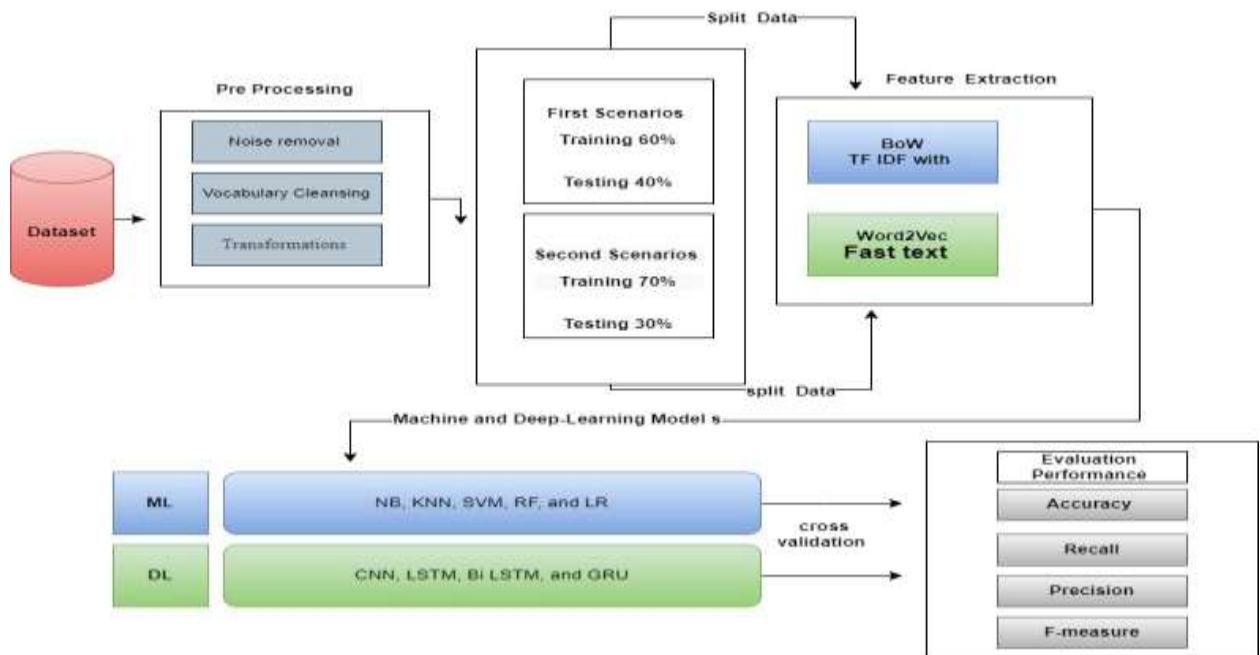 Split Data
Pre Processing
Feature Extraction
Dataset
Noise removal
Vocabulary Cleansing
Transformations
First Scenarios
Training 60%
Testing 40%
Second Scenarios
Training 70%
Testing 30%
BoW
TF IDF with
Word2Vec
Fast text
split Data
Machine and Deep-Learning Model s
ML
NB, KNN, SVM, RF, and LR
DL
CNN, LSTM, Bi LSTM, and GRU
cross
validation
Evaluation
Performance
Accuracy
Recall
Precision
F-measure